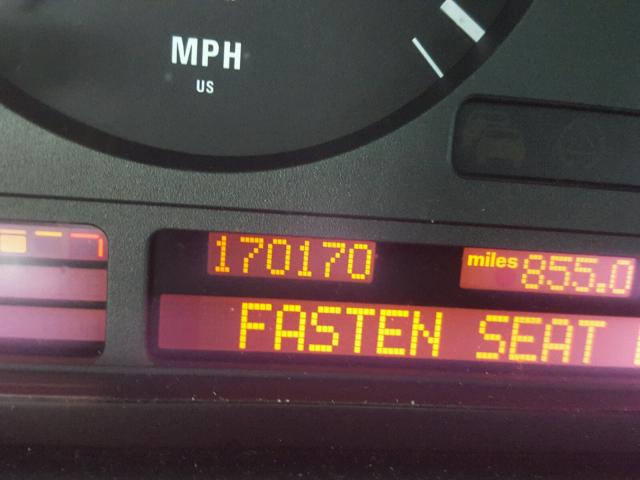 MPH
US
170170
miles 855.0
FASTEN SEAT